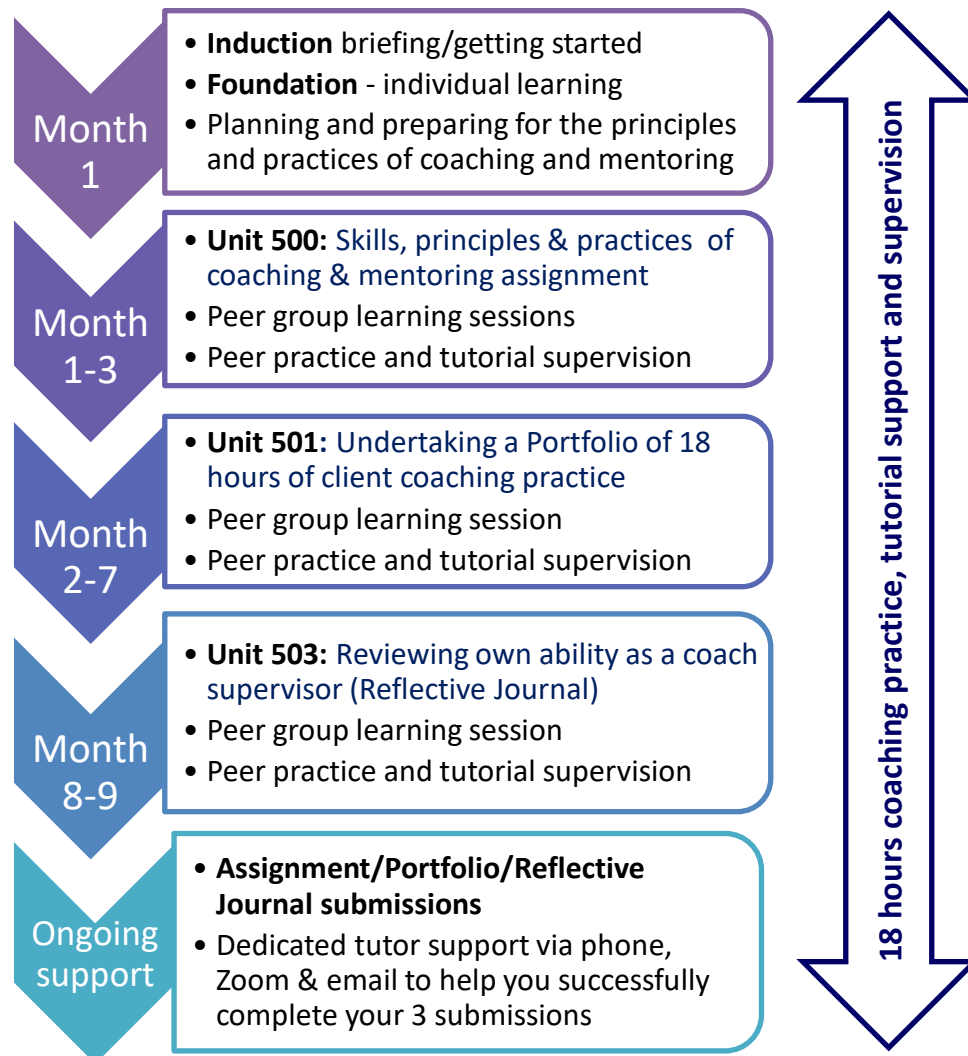 Month
1
• Induction briefing/getting started
• Foundation - individual learning
• Planning and preparing for the principles
and practices of coaching and mentoring
Month
1-3
• Unit 500: Skills, principles & practices of
coaching & mentoring assignment
• Peer group learning sessions
• Peer practice and tutorial supervision
Month
2-7
• Unit 501: Undertaking a Portfolio of 18
hours of client coaching practice
• Peer group learning session
• Peer practice and tutorial supervision
Month
8-9
• Unit 503: Reviewing own ability as a coach
supervisor (Reflective Journal)
• Peer group learning session
• Peer practice and tutorial supervision
Ongoing
support
• Assignment/Portfolio/Reflective
Journal submissions
• Dedicated tutor support via phone,
Zoom & email to help you successfully
complete your 3 submissions
18 hours coaching practice, tutorial support and supervision